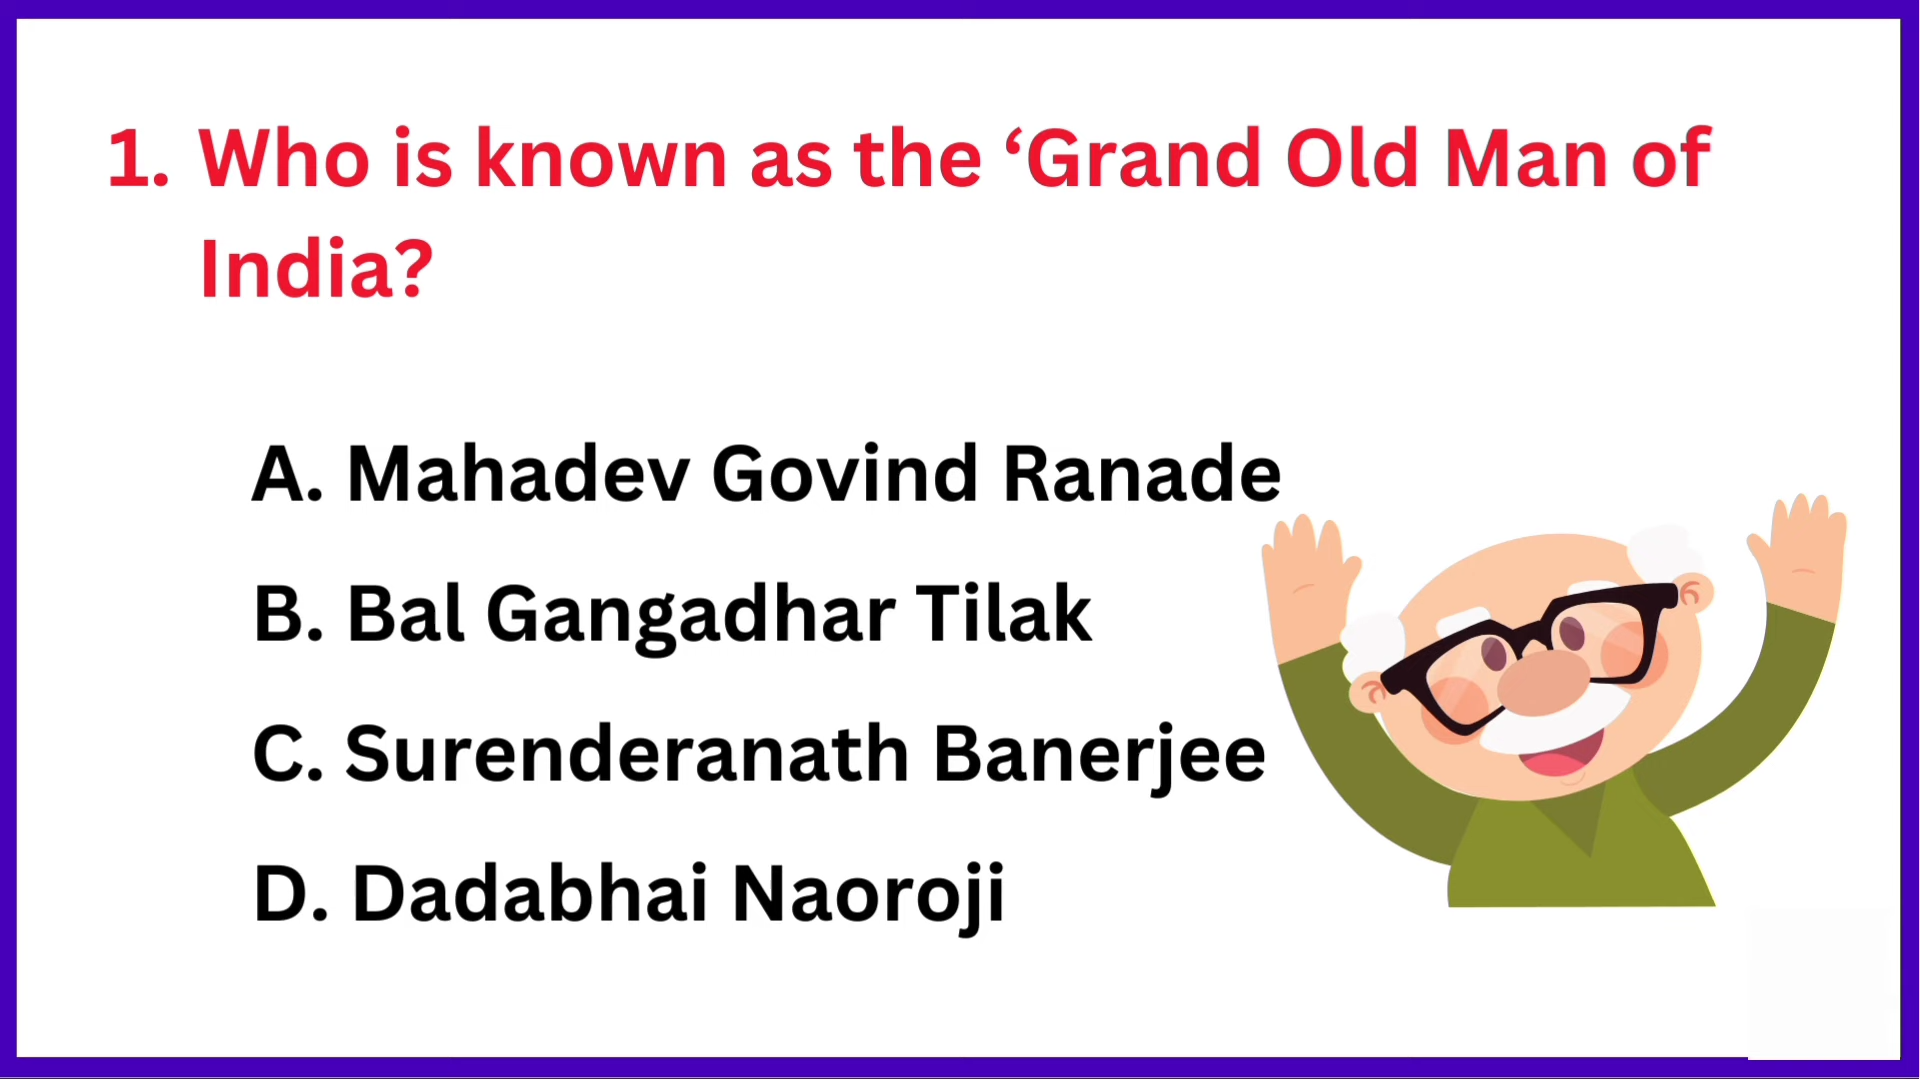 1. Who is known as the ‘Grand Old Man of
India?
A. Mahadev Govind Ranade
B. Bal Gangadhar Tilak
C. Surenderanath Banerjee
D. Dadabhai Naoroji